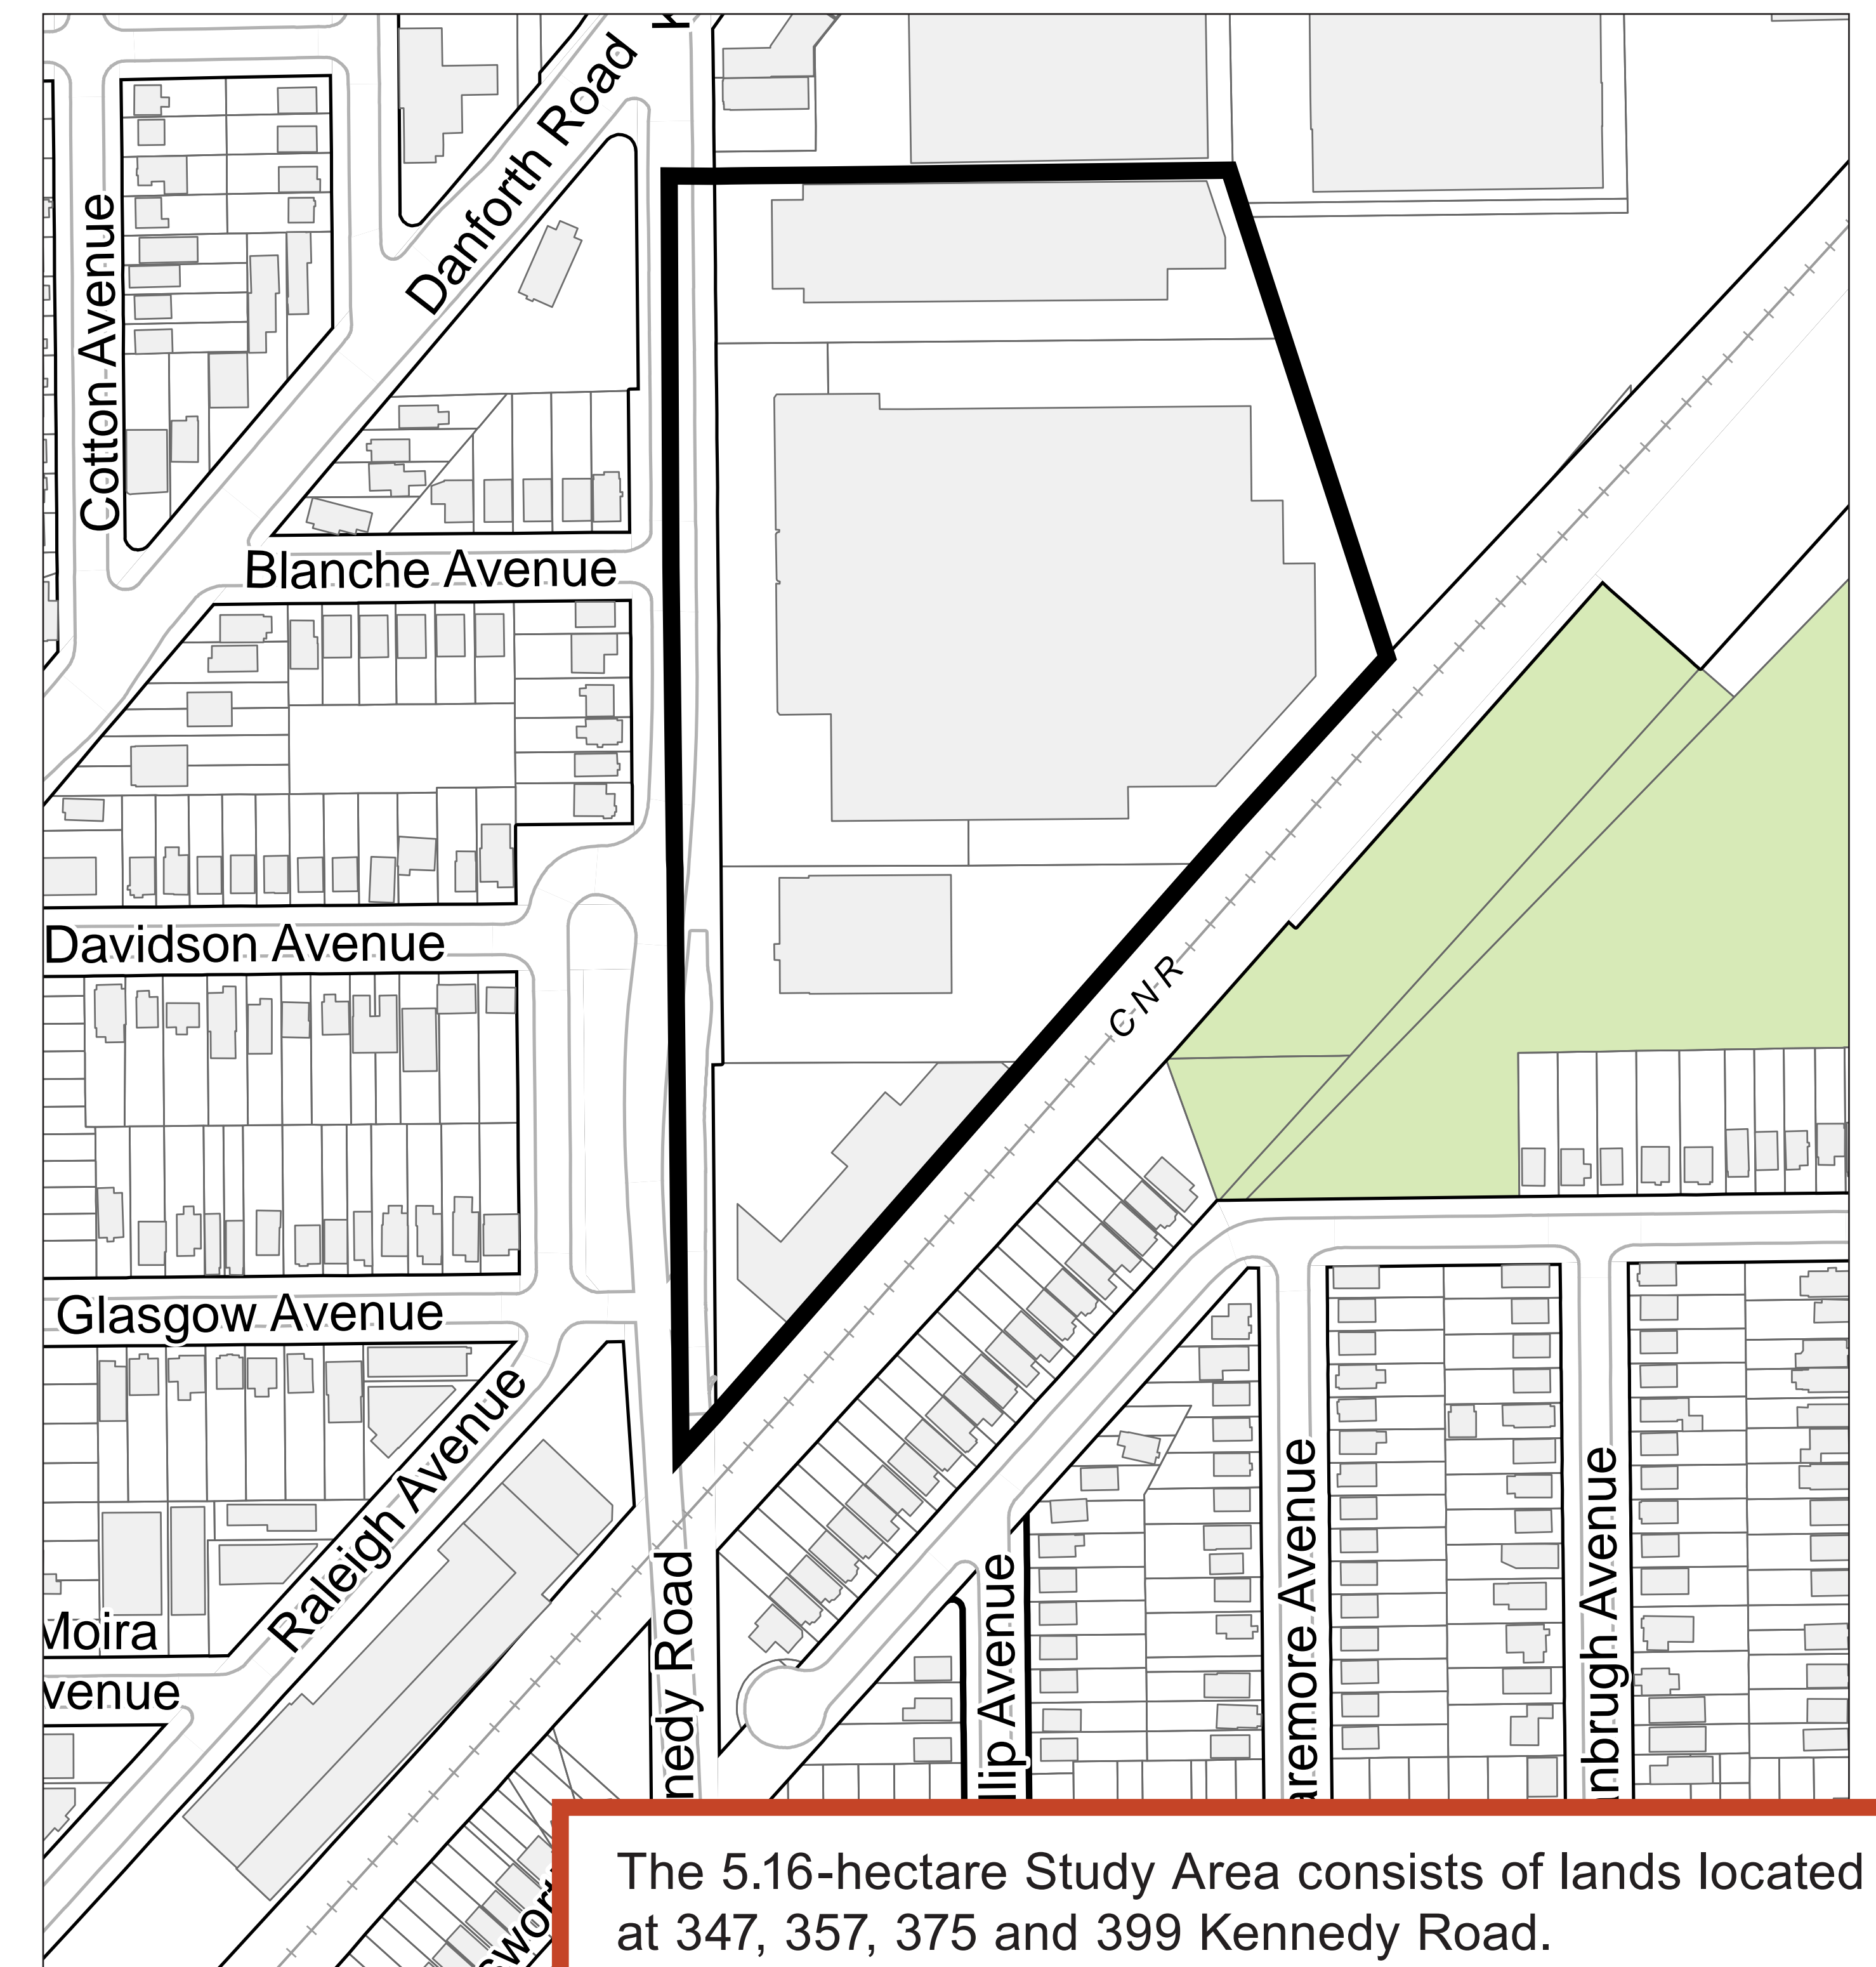 Danforth Road
Cotton Avenue
Blanche Avenue
Davidson Avenue
C-N-R
Glasgow Avenue
Raleigh Avenue
Moira
venue
nedy Road
llip Avenue
aremore Avenue
anbrugh Avenue
swort
The 5.16-hectare Study Area consists of lands located
at 347, 357, 375 and 399 Kennedy Road.